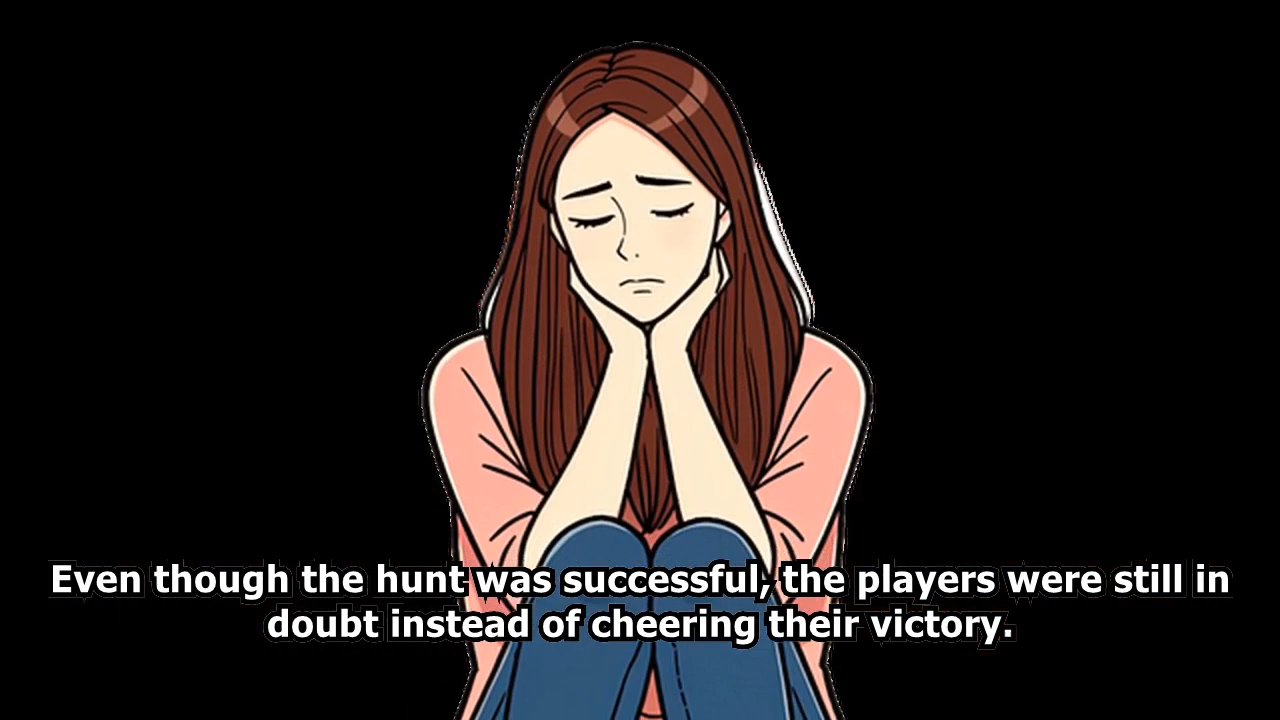 Even though the hunt was successful, the players were still in
doubt instead of cheering their victory.